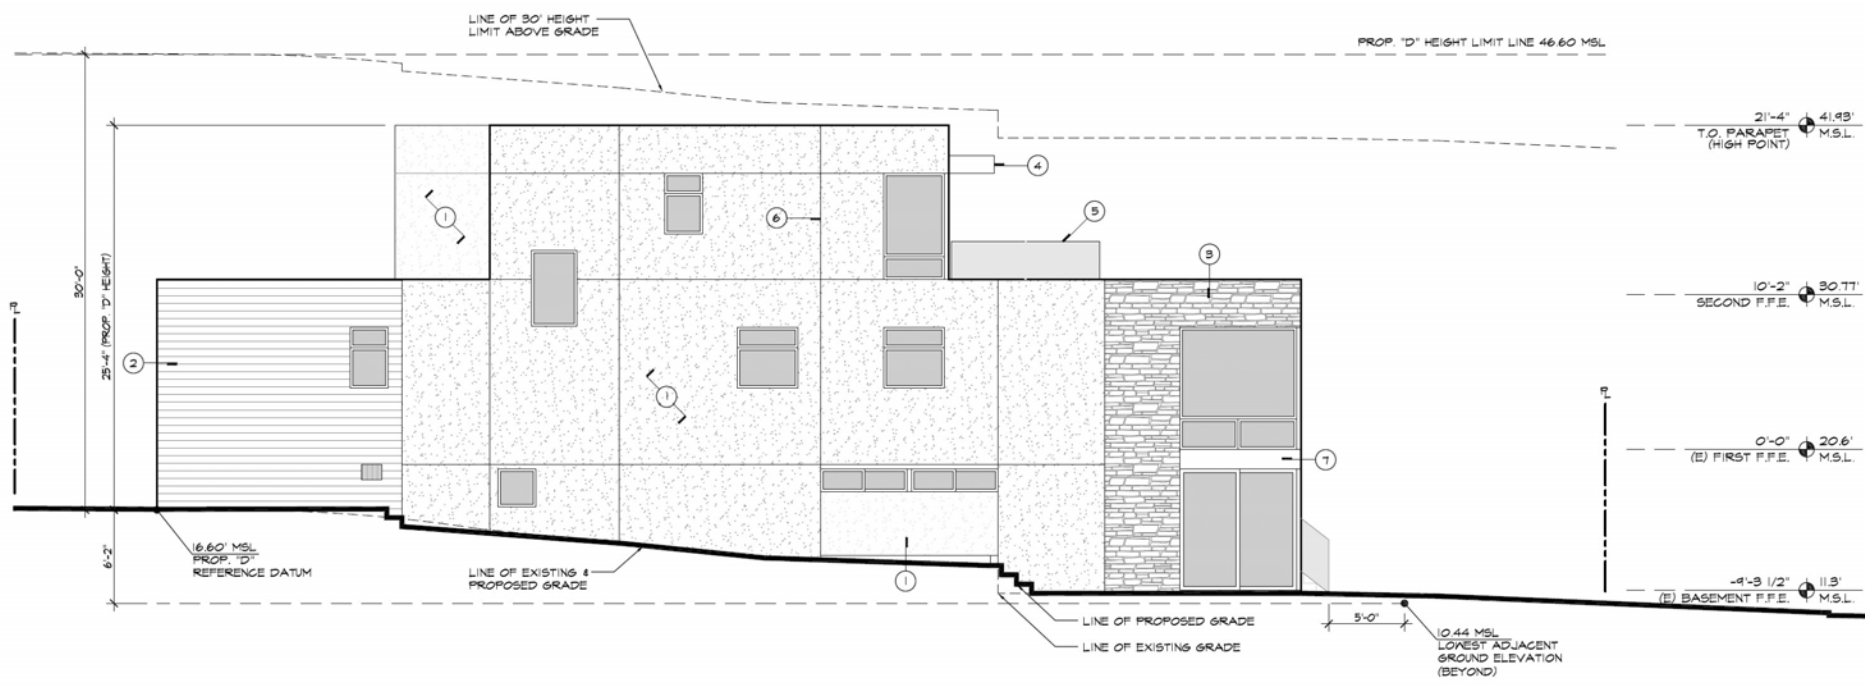 LINE OF 30' HEIGHT
LIMIT ABOVE GRADE
PROP. "D" HEIGHT LIMIT LINE 46.60 MSL
21'-4" 41.93'
T.O. PARAPET M.S.L.
(HIGH POINT)
4
1
6
5
3
30'-0"
25'-4" (PROP. "D" HEIGHT)
10'-2" 30.77'
SECOND F.F.E. M.S.L.
PL
2
1
PL
0'-0" 20.6'
(E) FIRST F.F.E. M.S.L.
7
6'-2"
16.60' MSL
PROP. "D"
REFERENCE DATUM
LINE OF EXISTING &
PROPOSED GRADE
1
-9'-3 1/2" 11.3'
(E) BASEMENT F.F.E. M.S.L.
LINE OF PROPOSED GRADE
5'-0"
LINE OF EXISTING GRADE
10.44 MSL
LOWEST ADJACENT
GROUND ELEVATION
(BEYOND)